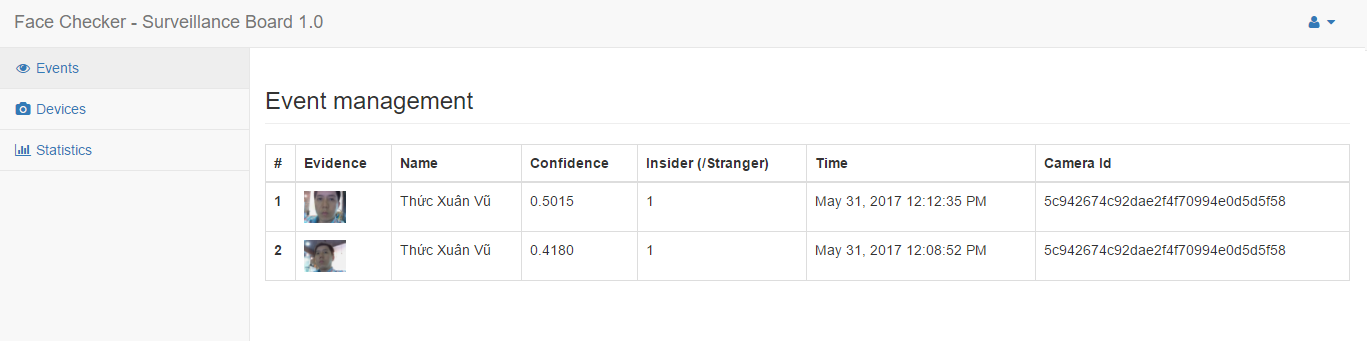 Face Checker - Surveillance Board 1.0
Events
Devices
Statistics
Event management
# Evidence Name Confidence Insider (/Stranger) Time Camera Id
1 Thức Xuân Vũ 0.5015 1 May 31, 2017 12:12:35 PM 5c942674c92dae2f4f70994e0d5d5f58
2 Thức Xuân Vũ 0.4180 1 May 31, 2017 12:08:52 PM 5c942674c92dae2f4f70994e0d5d5f58